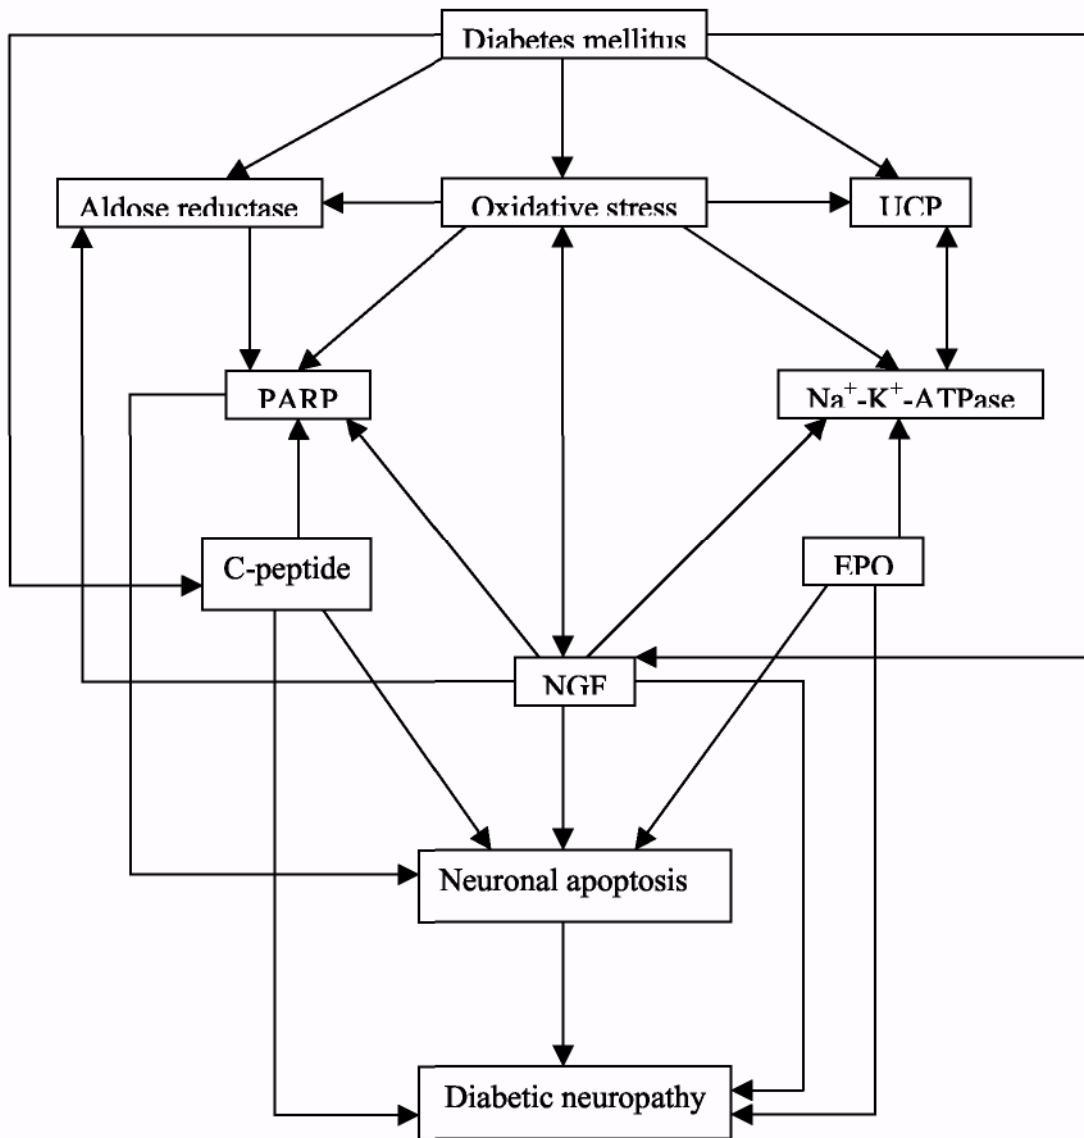 Diabetes mellitus
Aldose reductase
Oxidative stress
UCP
PARP
Na⁺-K⁺-ATPase
C-peptide
EPO
NGF
Neuronal apoptosis
Diabetic neuropathy